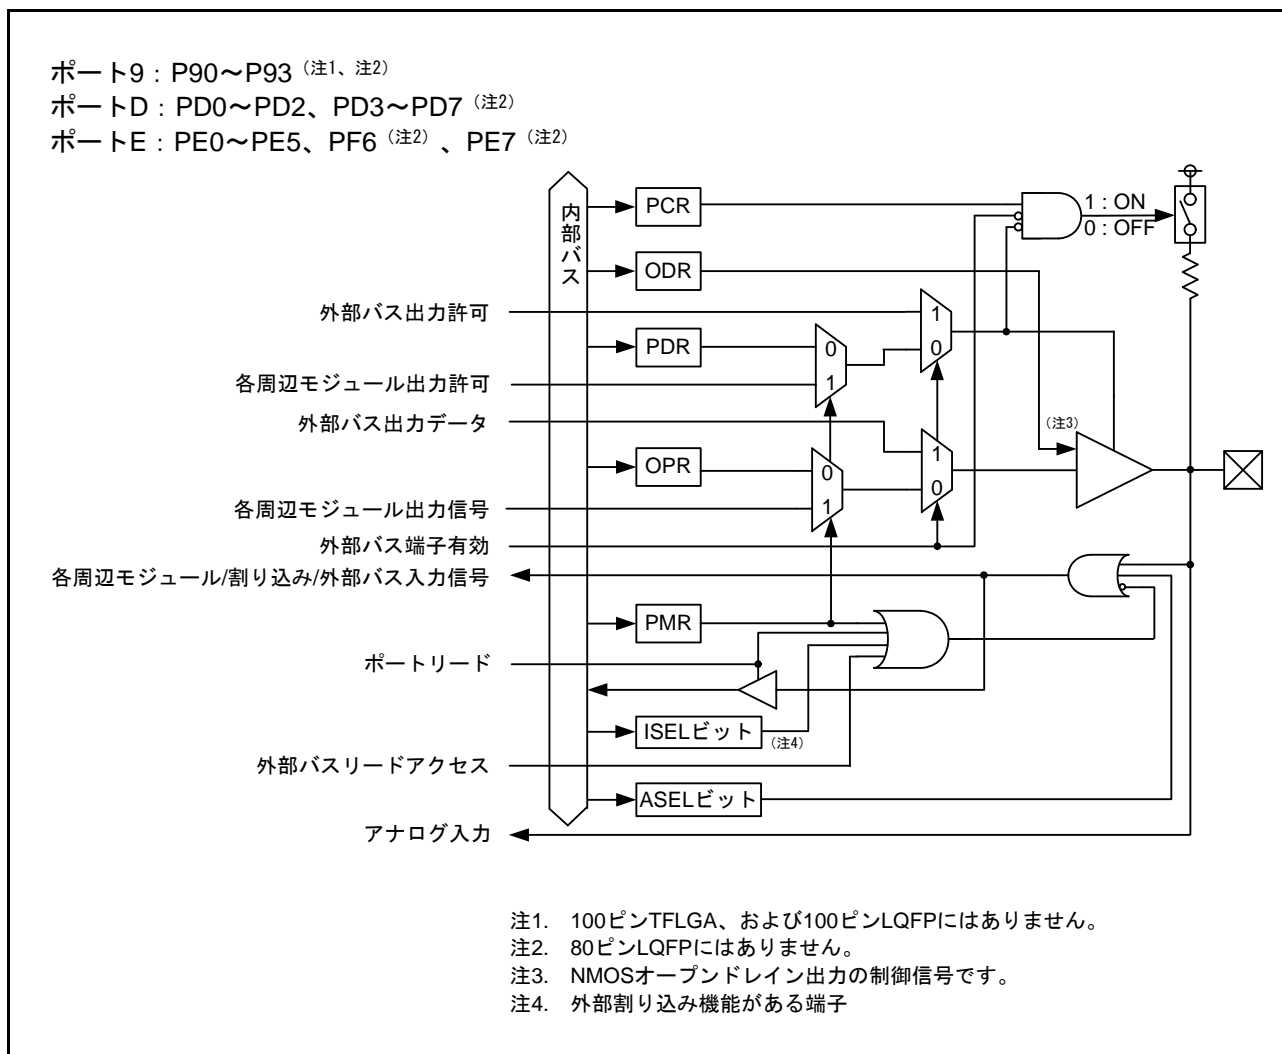 ポート9：P90～P93（注1、注2）
ポートD：PD0～PD2、PD3～PD7（注2）
ポートE：PE0～PE5、PF6（注2）、PE7（注2）
内部バス
PCR
1 : ON
0 : OFF
ODR
外部バス出力許可
1
0
PDR
0
1
各周辺モジュール出力許可
外部バス出力データ
（注3）
1
0
OPR
0
1
各周辺モジュール出力信号
外部バス端子有効
各周辺モジュール/割り込み/外部バス入力信号
PMR
ポートリード
ISELビット
（注4）
外部バスリードアクセス
ASELビット
アナログ入力
注1. 100ピンTFLGA、および100ピンLQFPにはありません。
注2. 80ピンLQFPにはありません。
注3. NMOSオープンドレイン出力の制御信号です。
注4. 外部割り込み機能がある端子